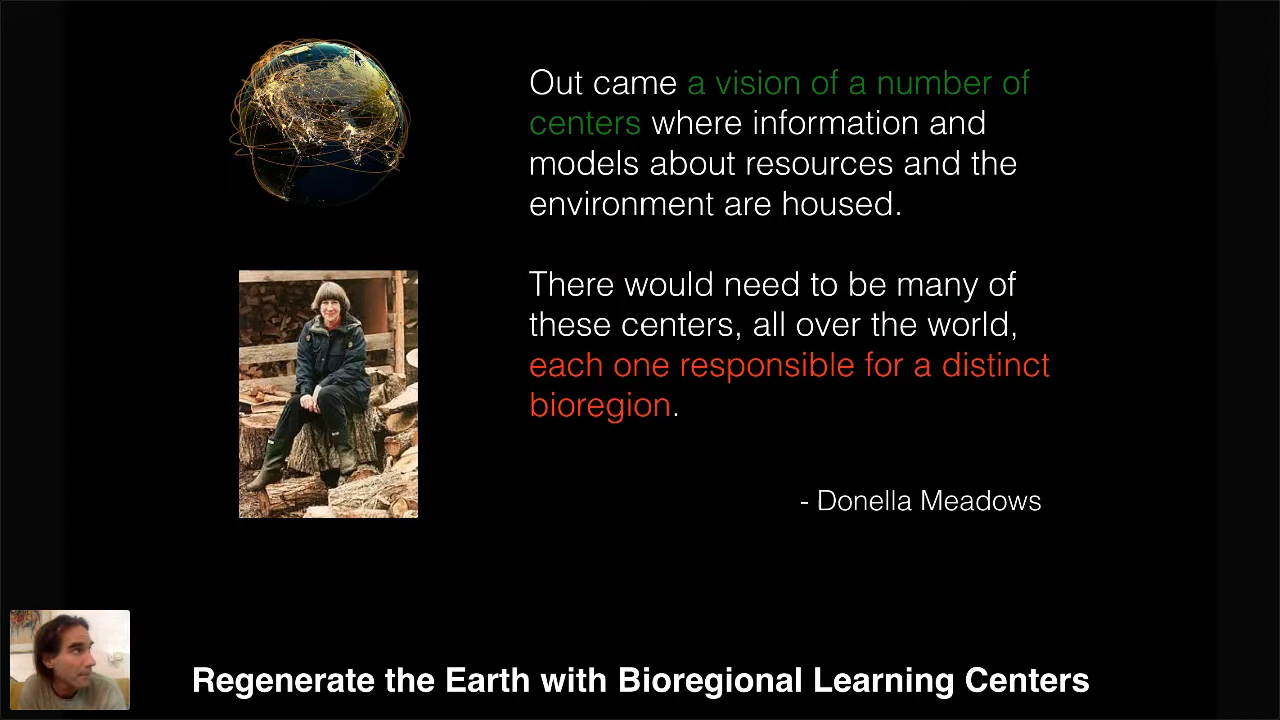 Out came a vision of a number of
centers where information and
models about resources and the
environment are housed.
There would need to be many of
these centers, all over the world,
each one responsible for a distinct
bioregion.
- Donella Meadows
Regenerate the Earth with Bioregional Learning Centers